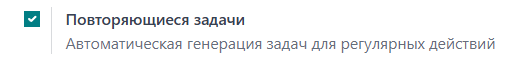 Повторяющиеся задачи
Автоматическая генерация задач для регулярных действий